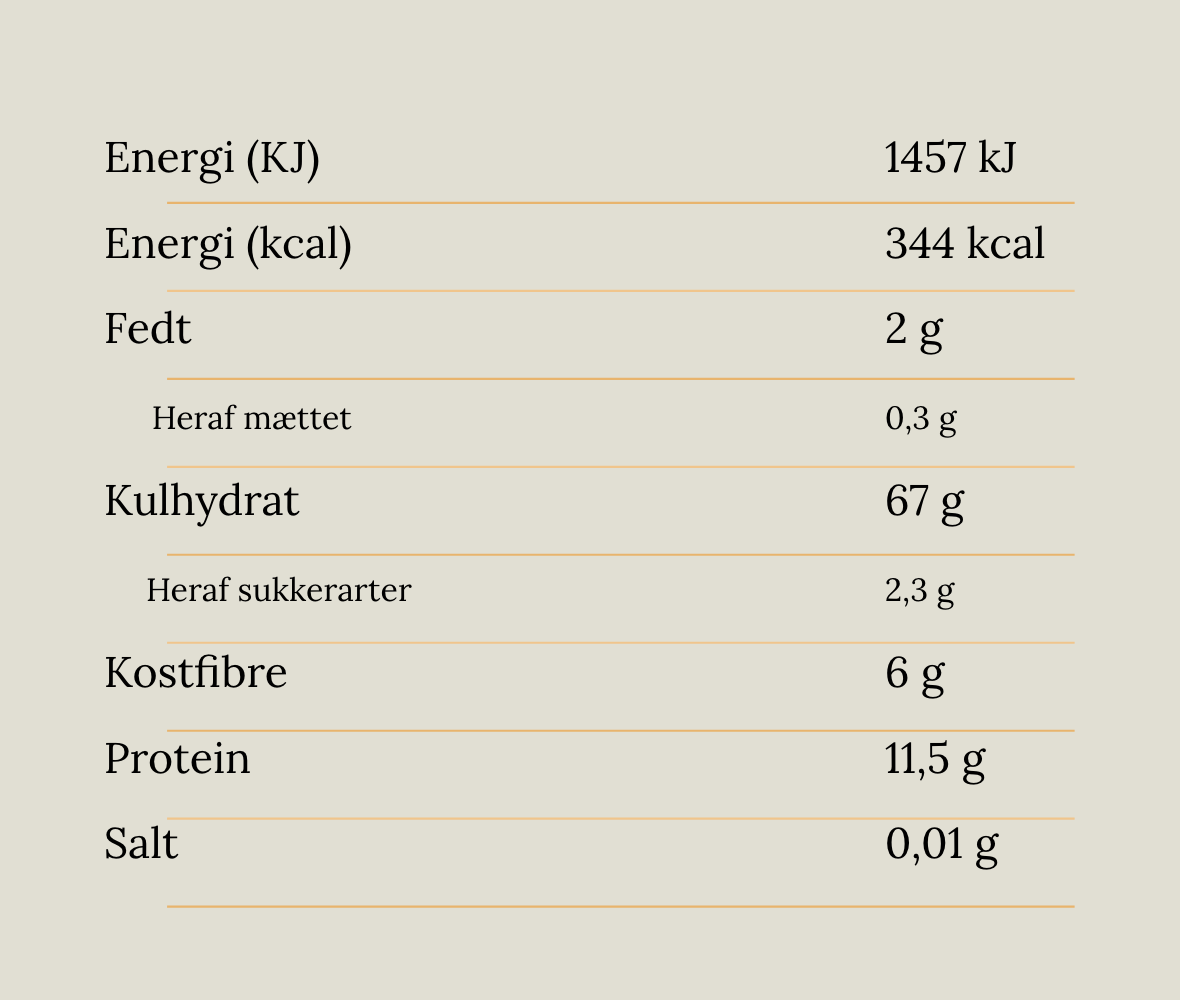 Energi (KJ) 1457 kJ
Energi (kcal) 344 kcal
Fedt 2 g
Heraf mættet 0,3 g
Kulhydrat 67 g
Heraf sukkerarter 2,3 g
Kostfibre 6 g
Protein 11,5 g
Salt 0,01 g